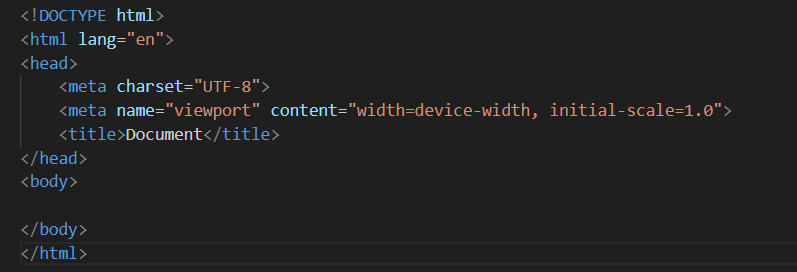 <!DOCTYPE html>
<html lang="en">
<head>
    <meta charset="UTF-8">
    <meta name="viewport" content="width=device-width, initial-scale=1.0">
    <title>Document</title>
</head>
<body>

</body>
</html>